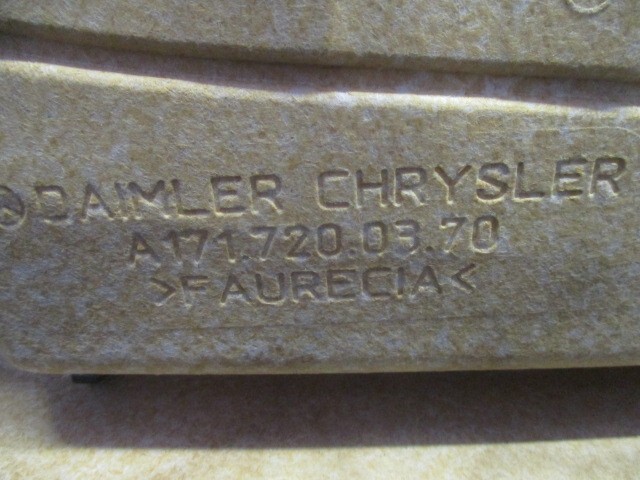 DAIMLER CHRYSLER
A171.720.03.70
>FAURECIA<